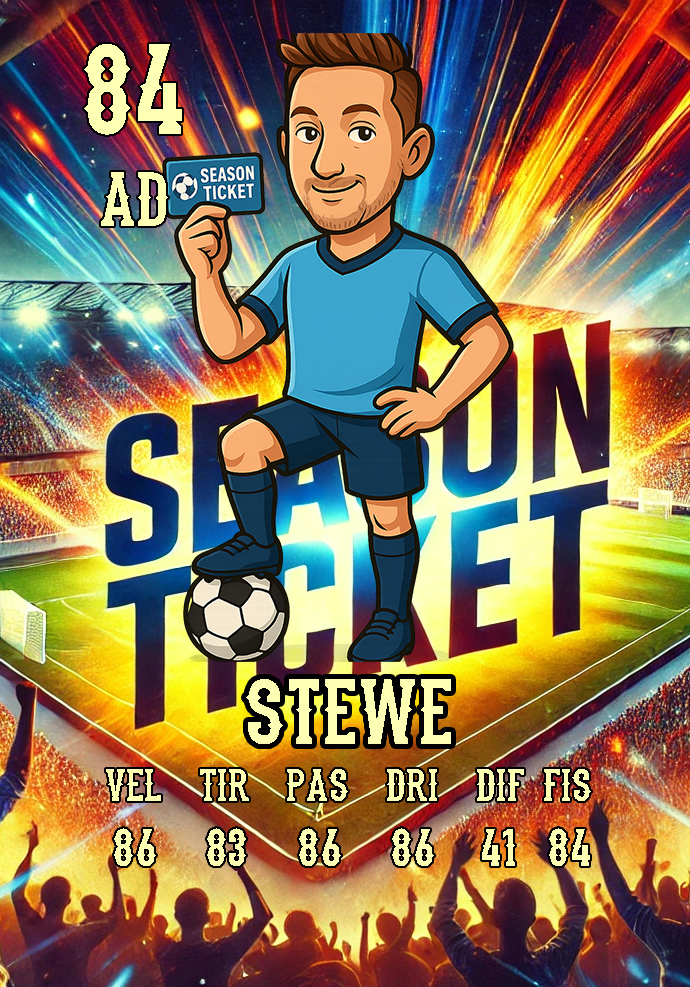 84
AD
SEASON
TICKET
SEASON
TICKET
STEWE
VEL TIR PAS DRI DIF FIS
86 83 86 86 41 84